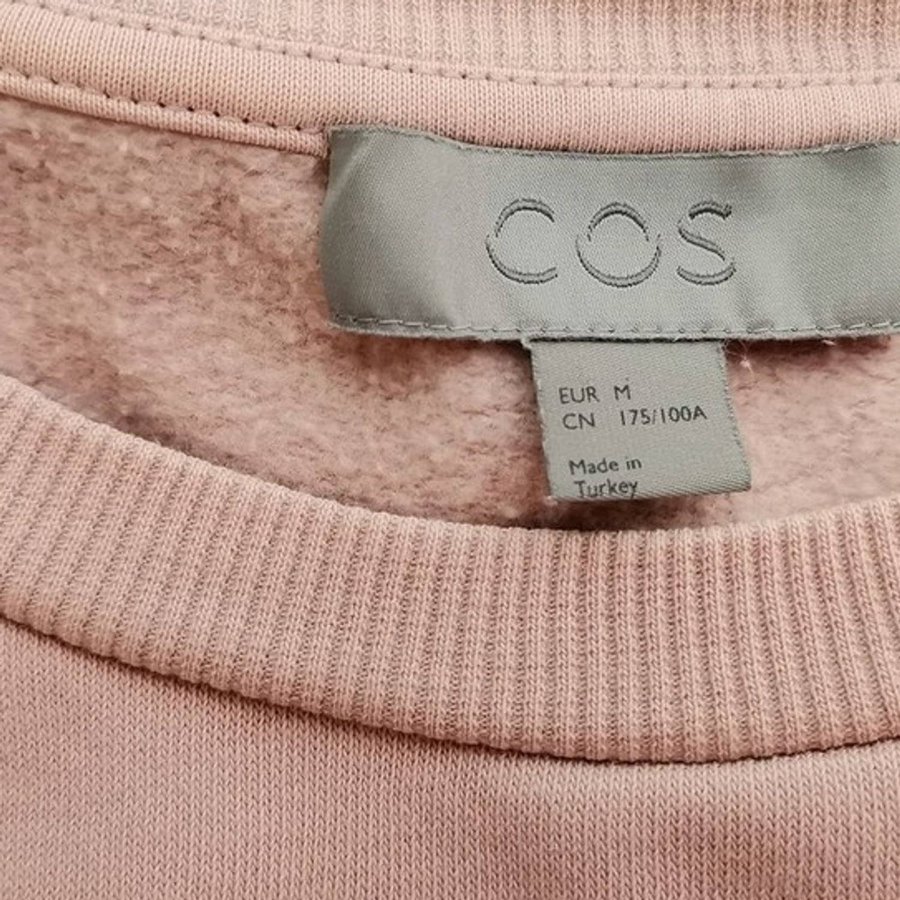 COS
EUR M
CN 175/100A
Made in
Turkey